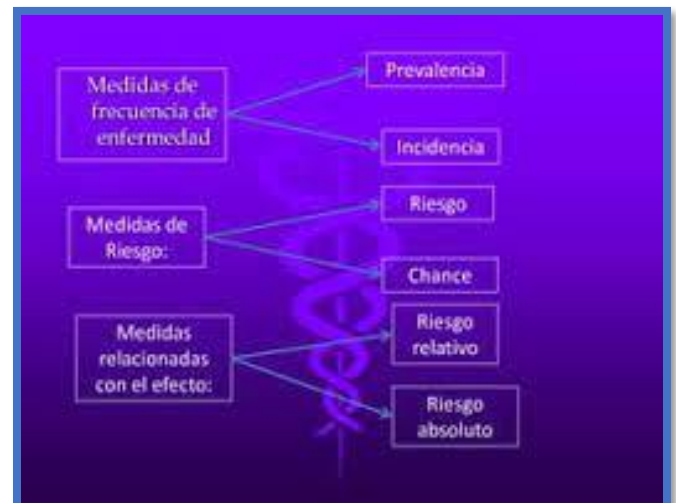 Medidas de
frecuencia de
enfermedad
Prevalencia
Incidencia
Medidas de
Riesgo:
Riesgo
Chance
Medidas
relacionadas
con el efecto:
Riesgo
relativo
Riesgo
absoluto